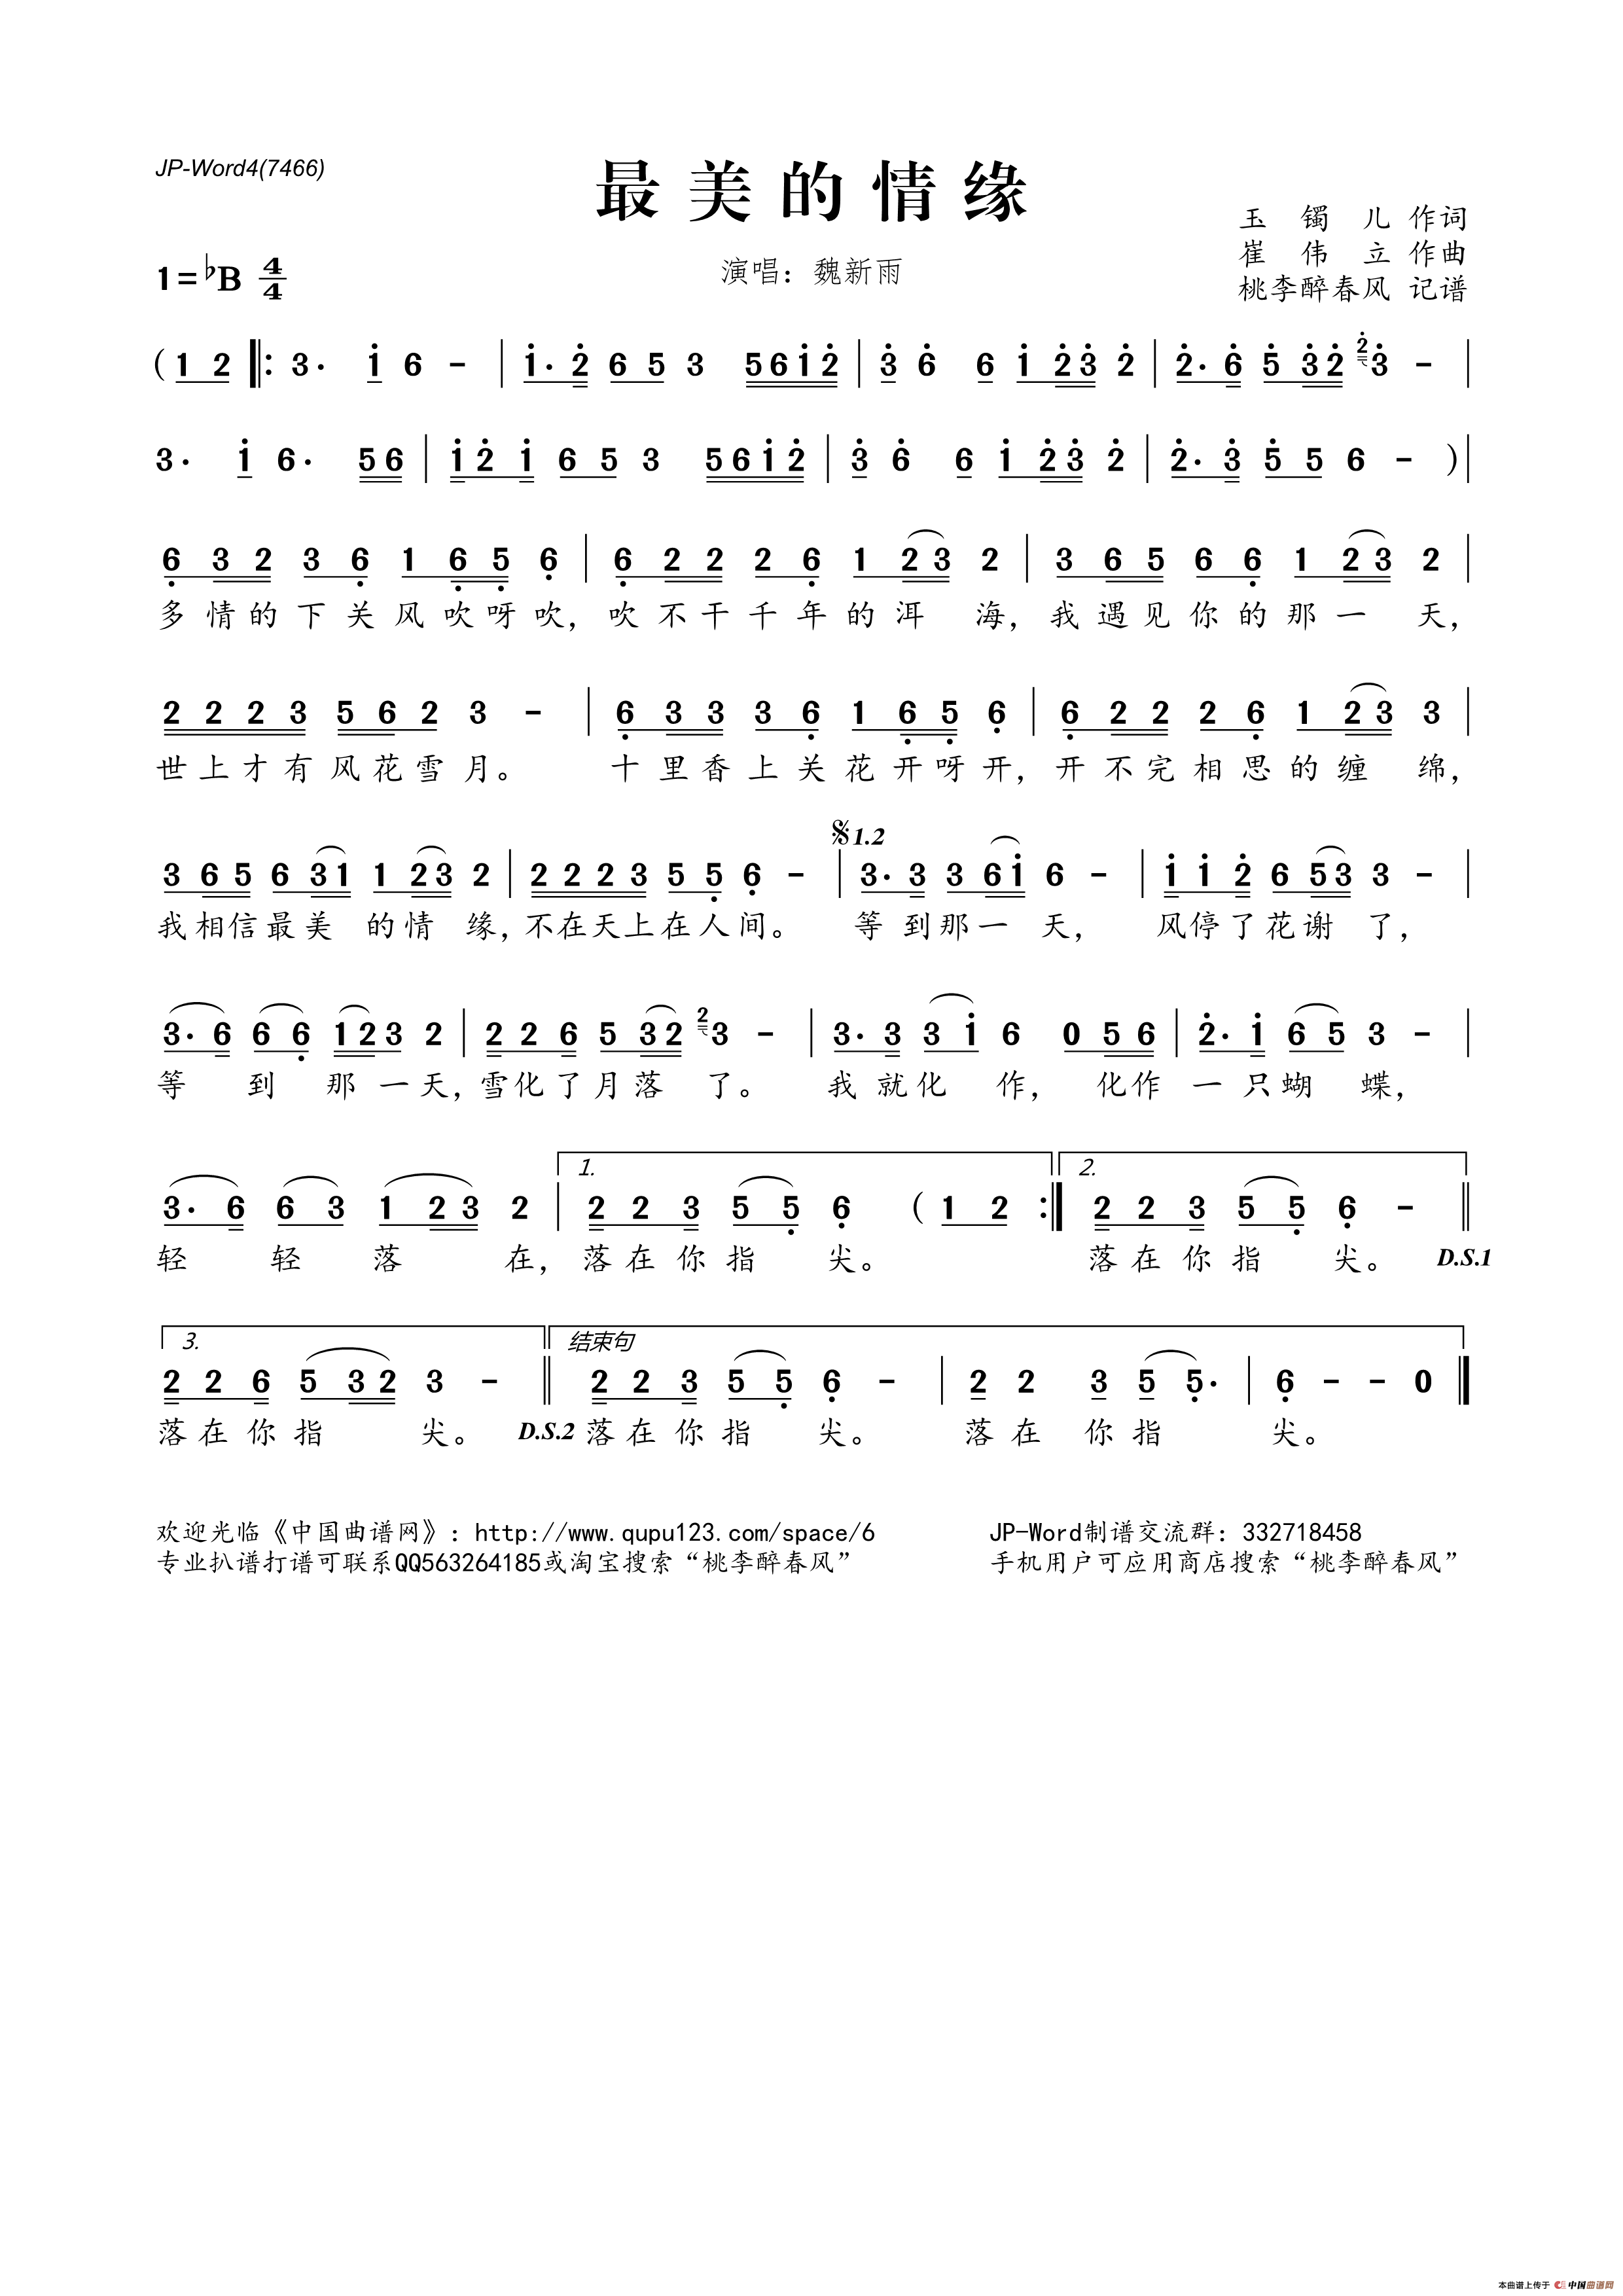 JP-Word4(7466)
最美的情缘
玉镯儿 作词
崔伟立 作曲
桃李醉春风 记谱
1=♭B 4/4
演唱：魏新雨
( 1 2 ‖: 3· i 6 - | i· 2̇ 6 5 3 5 6 i 2̇ | 3̇ 6̇ 6 i 2̇ 3̇ 2̇ | 2̇· 6̇ 5̇ 3̇ 2̇ 2̇ 3̇ - |
3· i 6· 5 6 | i 2̇ i 6 5 3 5 6 i 2̇ | 3̇ 6̇ 6 i 2̇ 3̇ 2̇ | 2̇· 3̇ 5̇ 5 6 - ) |
6̣ 3 2 3 6̣ 1 6̣ 5̣ 6̣ | 6̣ 2 2 2 6̣ 1 2 3 2 | 3 6 5 6 6̣ 1 2 3 2 |
多情的下关风吹呀吹，吹不干千年的洱海，我遇见你的那一天，
2 2 2 3 5 6 2 3 - | 6̣ 3 3 3 6̣ 1 6̣ 5̣ 6̣ | 6̣ 2 2 2 6̣ 1 2 3 3 |
世上才有风花雪月。十里香上关花开呀开，开不完相思的缠绵，
𝄋1.2
3 6 5 6 3 1 1 2 3 2 | 2 2 2 3 5 5̣ 6̣ - | 3· 3 3 6 i 6 - | i i 2̇ 6 5 3 3 - |
我相信最美的情缘，不在天上在人间。等到那一天，风停了花谢了，
3· 6 6 6̣ 1 2 3 2 | 2 2 6 5 3 2 2 3 - | 3· 3 3 i 6 0 5 6 | 2̇· i 6 5 3 - |
等到那一天，雪化了月落了。我就化作，化作一只蝴蝶，
1. 2.
3· 6 6 3 1 2 3 2 | 2 2 3 5 5̣ 6̣ ( 1 2 :‖ 2 2 3 5 5̣ 6̣ - ‖
轻轻落在，落在你指尖。落在你指尖。D.S.1
3. 结束句
2 2 6 5 3 2 3 - ‖ 2 2 3 5 5̣ 6̣ - | 2 2 3 5 5̣· | 6̣ - - 0 ‖
落在你指尖。D.S.2 落在你指尖。落在你指尖。
欢迎光临《中国曲谱网》：http://www.qupu123.com/space/6 JP-Word制谱交流群：332718458
专业扒谱打谱可联系QQ563264185或淘宝搜索“桃李醉春风” 手机用户可应用商店搜索“桃李醉春风”
本曲谱上传于 中国曲谱网